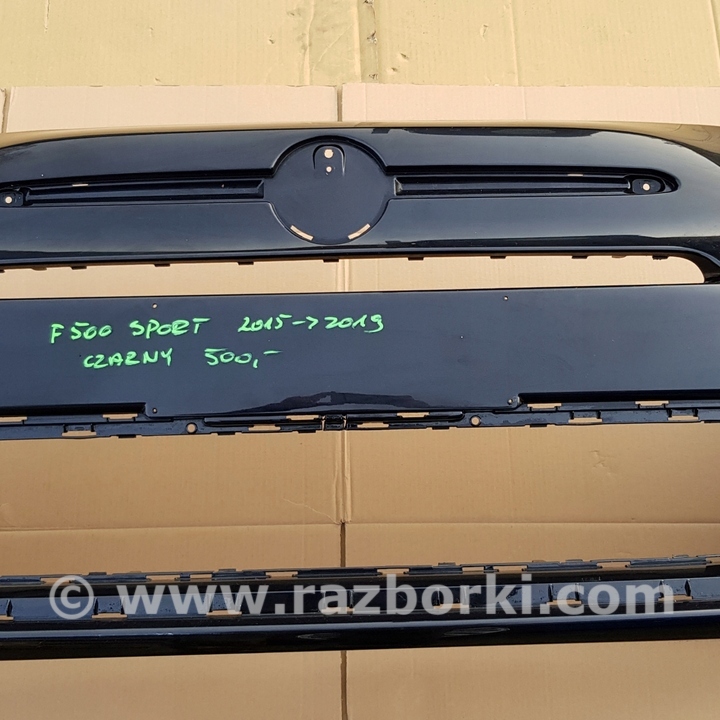 F500 SPORT 2015->2019
CZARNY 500,-
© www.razborki.com